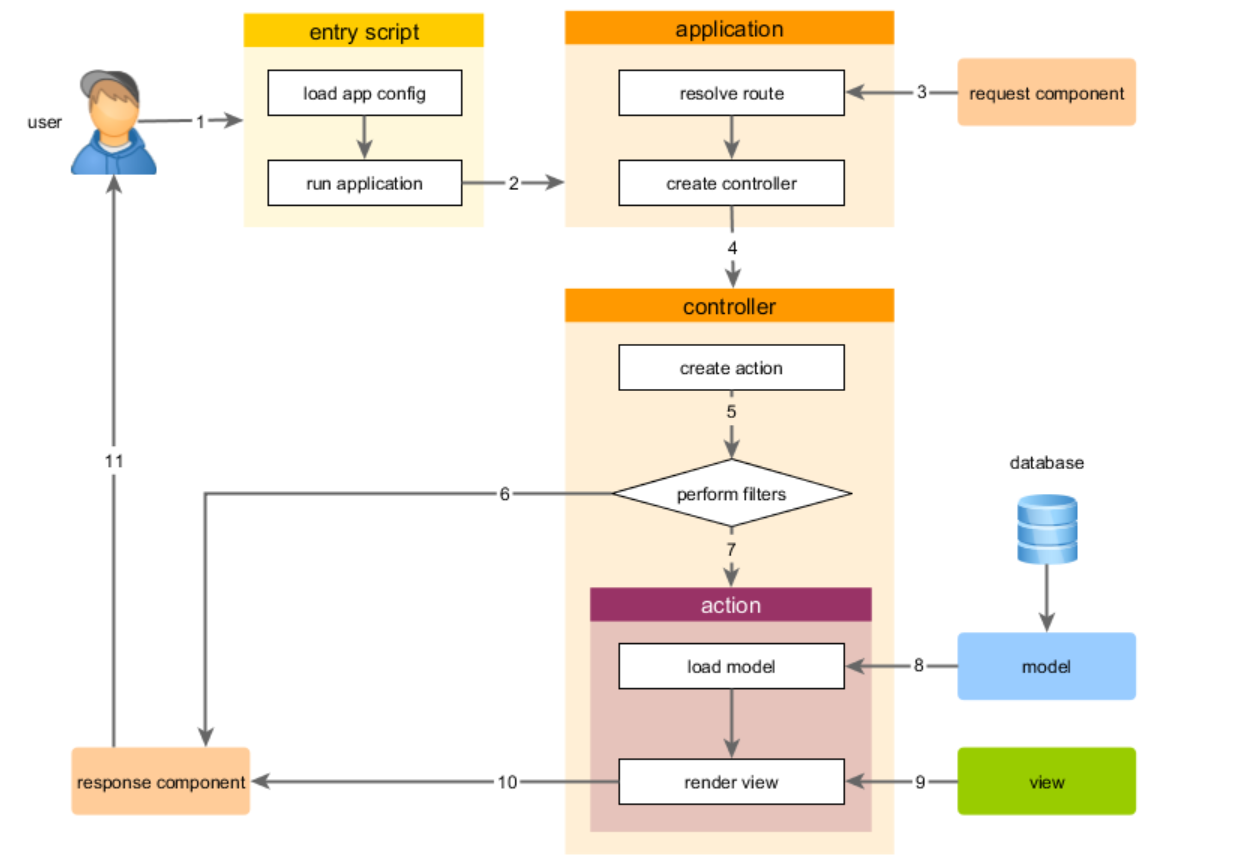 entry script
application
load app config
resolve route
3
request component
user
1
run application
2
create controller
4
controller
create action
5
11
database
perform filters
6
7
action
load model
8
model
response component
10
render view
9
view